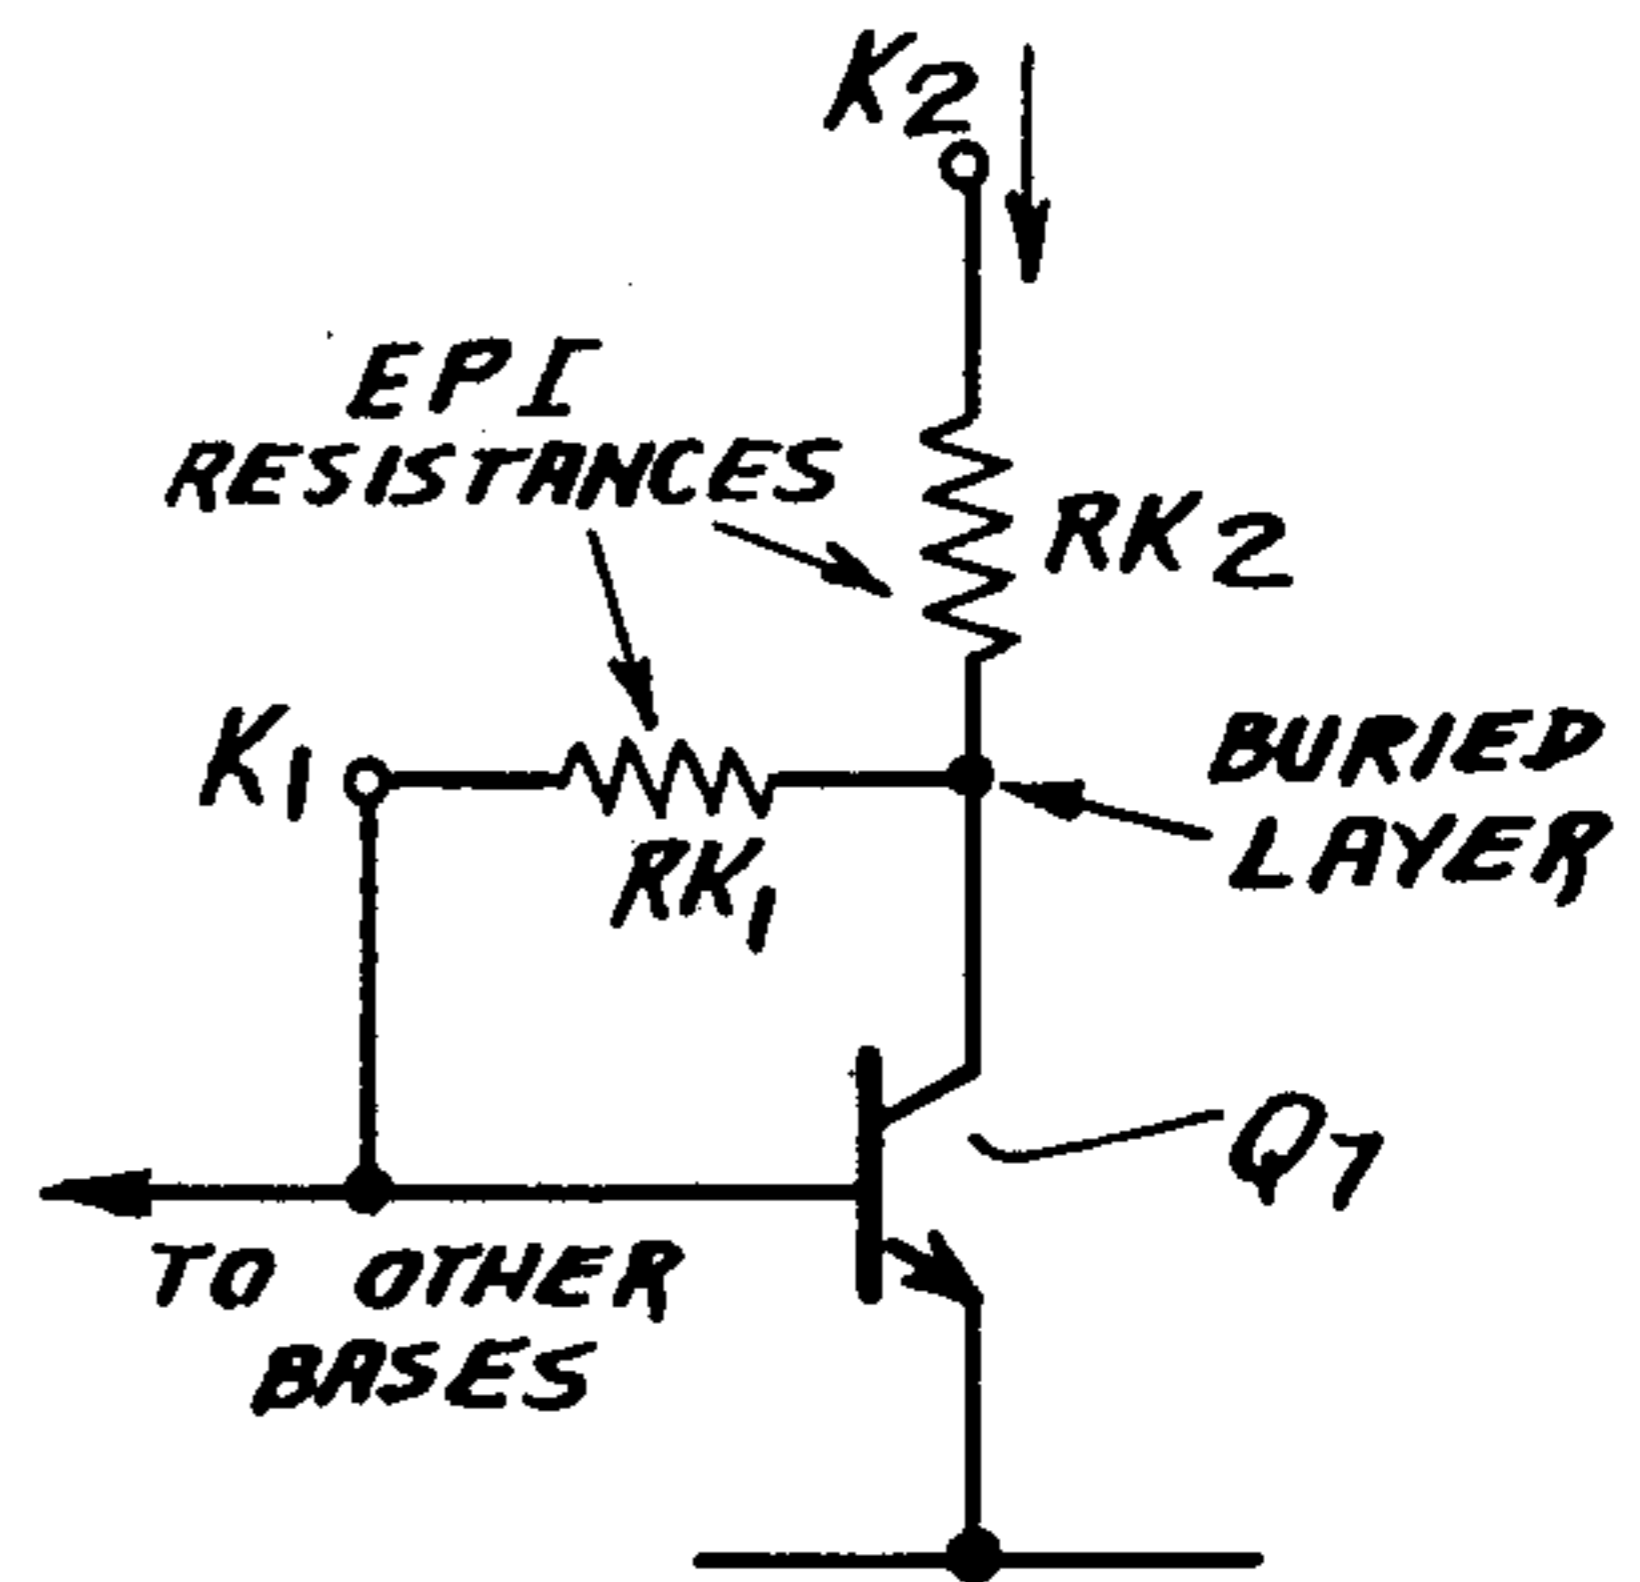 K2
EPI
RESISTANCES
RK2
K1
BURIED
LAYER
RK1
Q7
TO OTHER
BASES